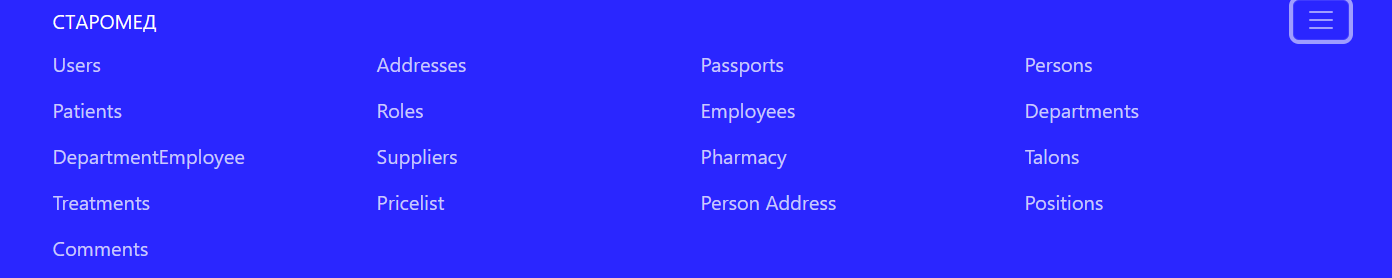 СТАРОМЕД
Users Addresses Passports Persons
Patients Roles Employees Departments
DepartmentEmployee Suppliers Pharmacy Talons
Treatments Pricelist Person Address Positions
Comments